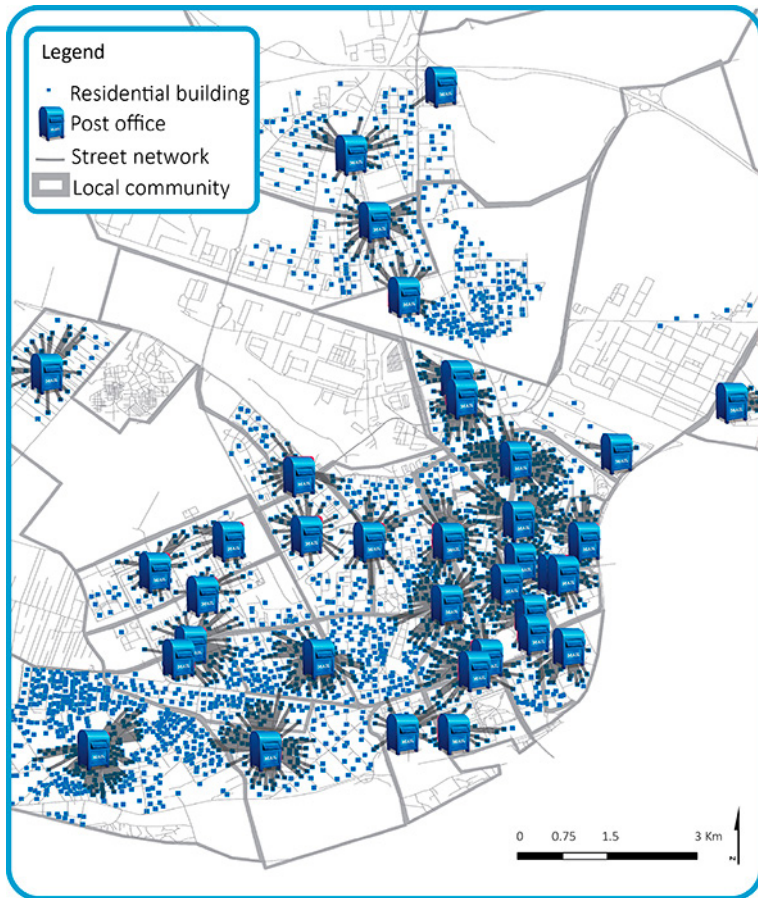 Legend
Residential building
Post office
Street network
Local community
0 0.75 1.5 3 Km
N